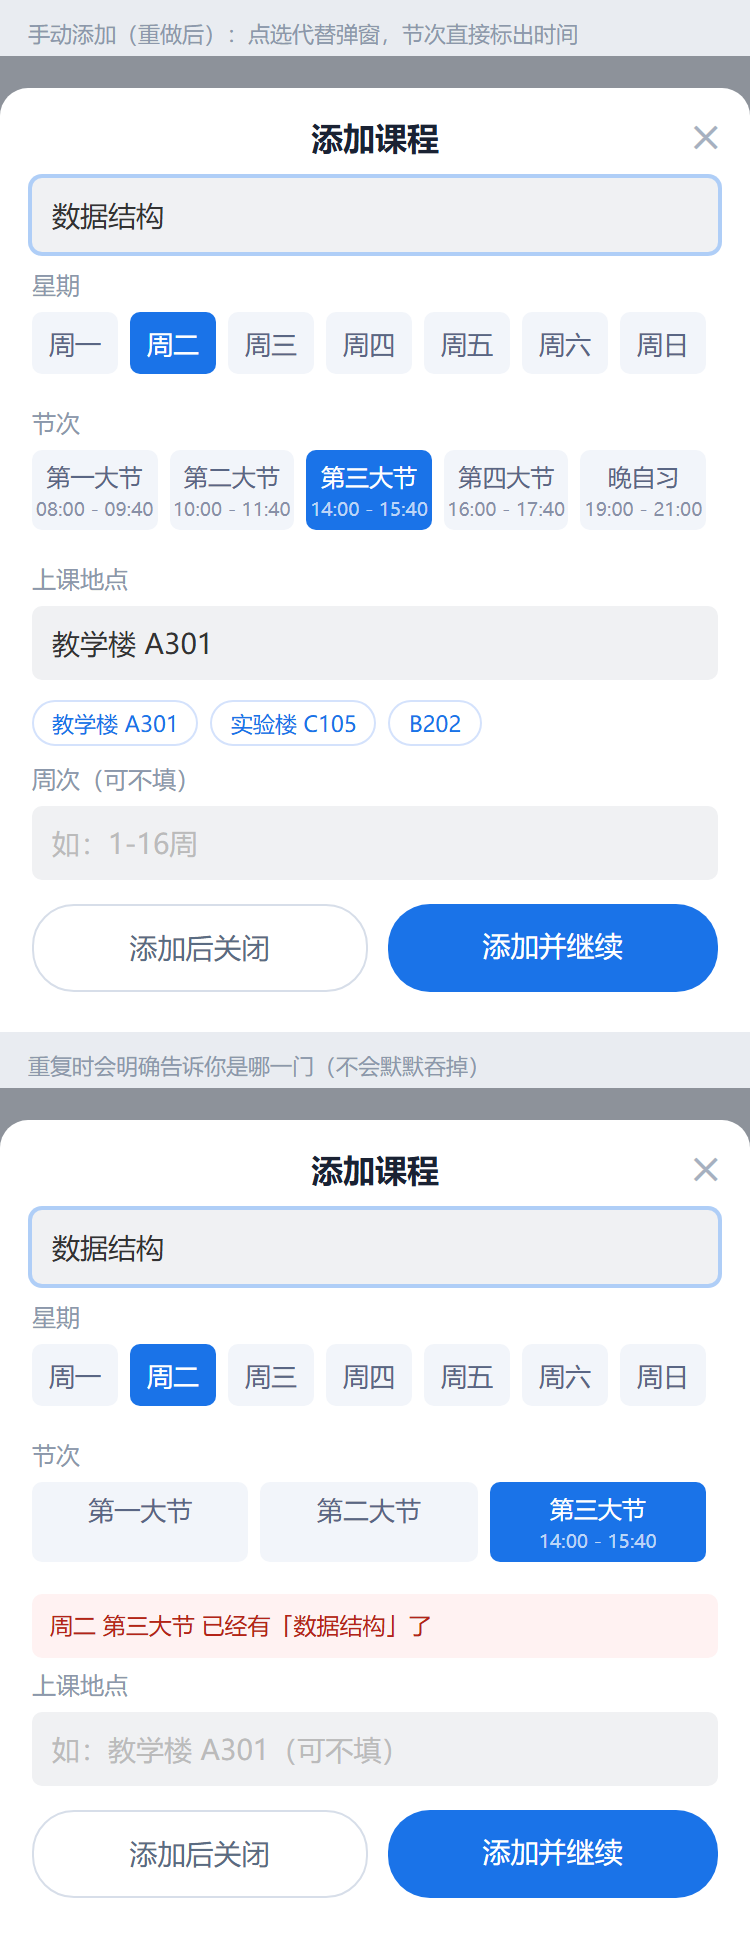 手动添加（重做后）：点选代替弹窗，节次直接标出时间
添加课程
数据结构
星期
周一 周二 周三 周四 周五 周六 周日
节次
第一大节 第二大节 第三大节 第四大节 晚自习
08:00 - 09:40 10:00 - 11:40 14:00 - 15:40 16:00 - 17:40 19:00 - 21:00
上课地点
教学楼 A301
教学楼 A301 实验楼 C105 B202
周次（可不填）
如：1-16周
添加后关闭 添加并继续
重复时会明确告诉你是哪一门（不会默默吞掉）
添加课程
数据结构
星期
周一 周二 周三 周四 周五 周六 周日
节次
第一大节 第二大节 第三大节
14:00 - 15:40
周二 第三大节 已经有「数据结构」了
上课地点
如：教学楼 A301（可不填）
添加后关闭 添加并继续